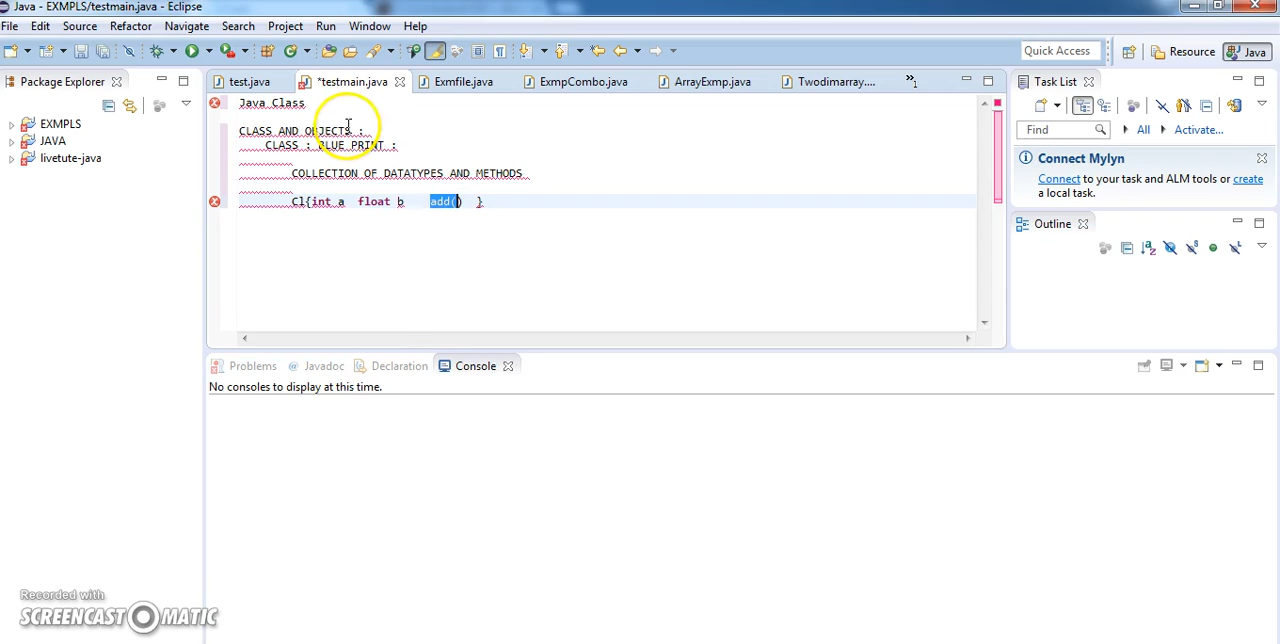 Java - EXMPLS/testmain.java - Eclipse
File Edit Source Refactor Navigate Search Project Run Window Help
Quick Access Resource Java
Package Explorer
test.java *testmain.java Exmfile.java ExmpCombo.java ArrayExmp.java Twodimarray.... »1
Task List
EXMPLS
JAVA
livetute-java
Java Class
CLASS AND OBJECTS :
CLASS : BLUE PRINT :
COLLECTION OF DATATYPES AND METHODS
Cl{int a float b add() }
Find All Activate...
Connect Mylyn
Connect to your task and ALM tools or create a local task.
Outline
Problems @ Javadoc Declaration Console
No consoles to display at this time.
Recorded with
SCREENCAST MATIC